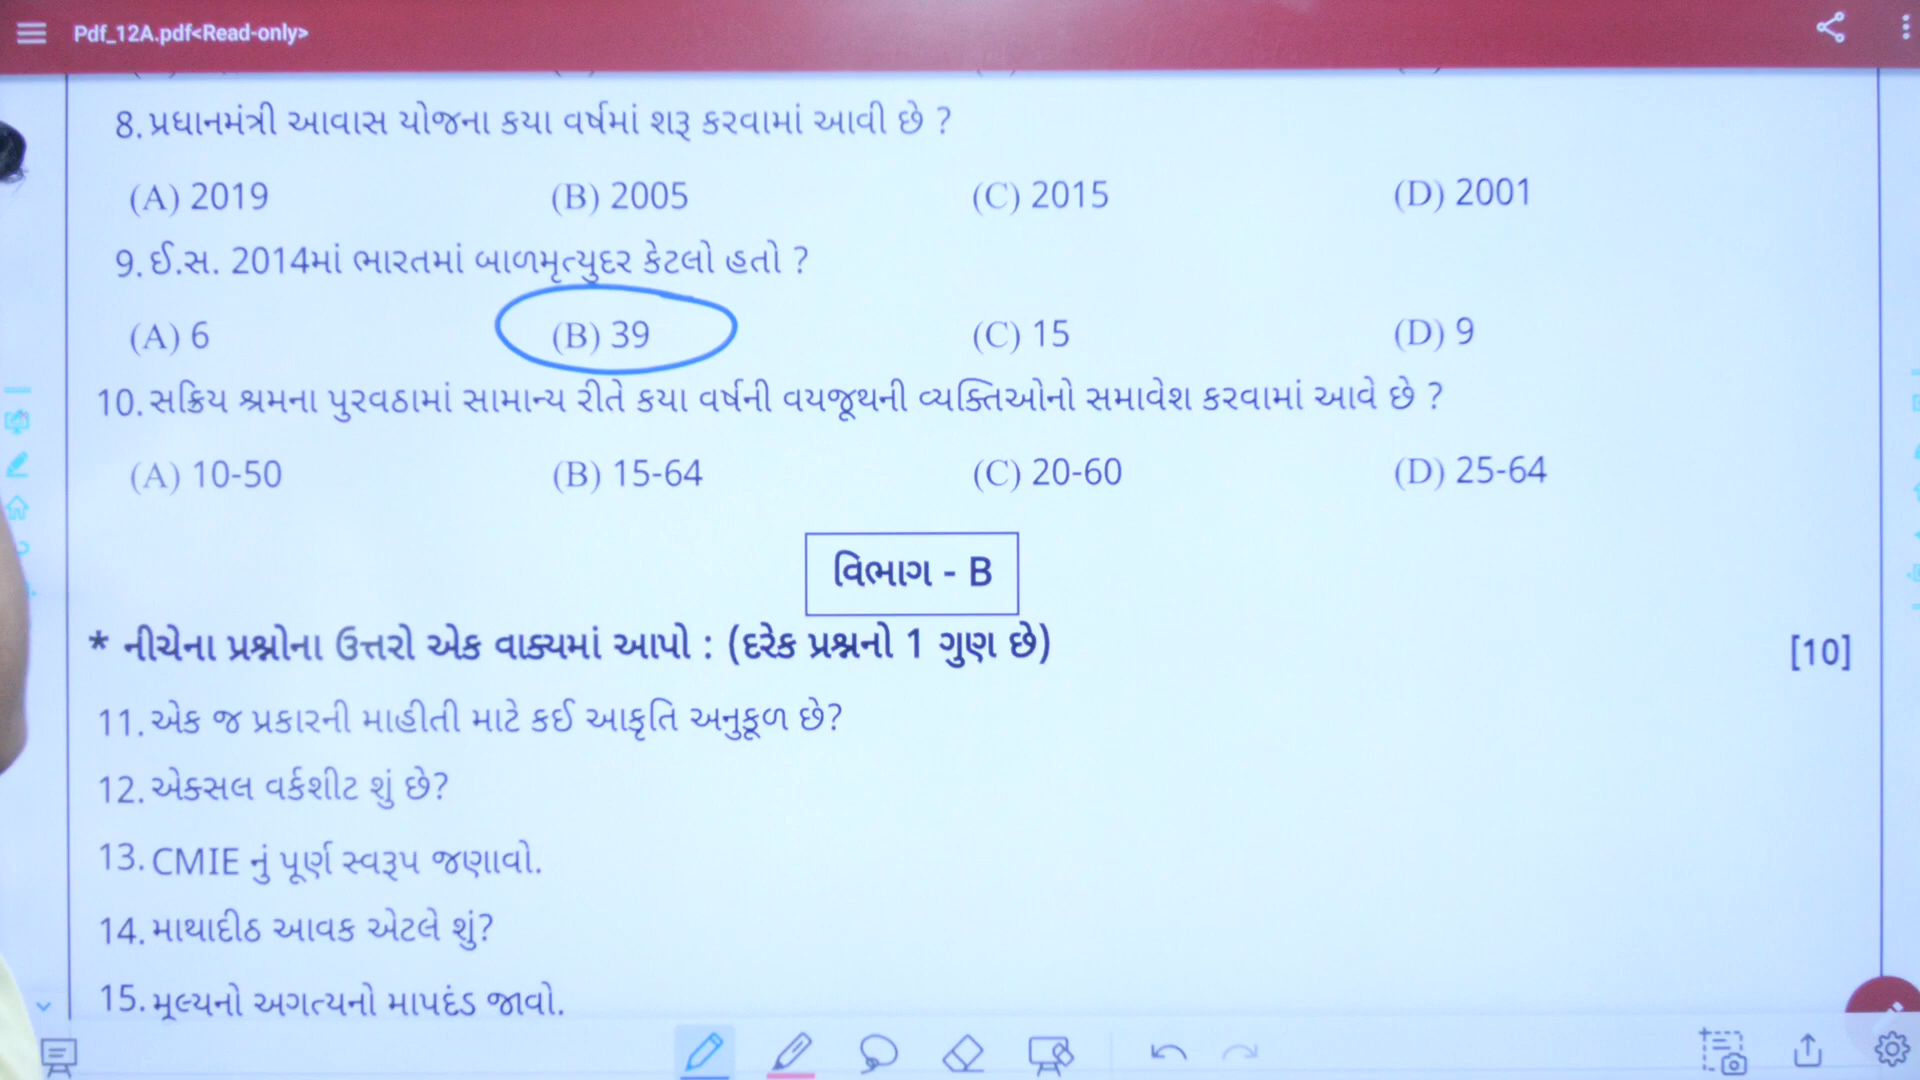 Pdf_12A.pdf<Read-only>
8. પ્રધાનમંત્રી આવાસ યોજના કયા વર્ષમાં શરૂ કરવામાં આવી છે ?
(A) 2019 (B) 2005 (C) 2015 (D) 2001
9. ઈ.સ. 2014માં ભારતમાં બાળમૃત્યુદર કેટલો હતો ?
(A) 6 (B) 39 (C) 15 (D) 9
10. સક્રિય શ્રમના પુરવઠામાં સામાન્ય રીતે કયા વર્ષની વયજૂથની વ્યક્તિઓનો સમાવેશ કરવામાં આવે છે ?
(A) 10-50 (B) 15-64 (C) 20-60 (D) 25-64
વિભાગ - B
* નીચેના પ્રશ્નોના ઉત્તરો એક વાક્યમાં આપો : (દરેક પ્રશ્નનો 1 ગુણ છે) [10]
11. એક જ પ્રકારની માહીતી માટે કઈ આકૃતિ અનુકૂળ છે?
12. એક્સલ વર્કશીટ શું છે?
13. CMIE નું પૂર્ણ સ્વરૂપ જણાવો.
14. માથાદીઠ આવક એટલે શું?
15. મૂલ્યનો અગત્યનો માપદંડ જાવો.